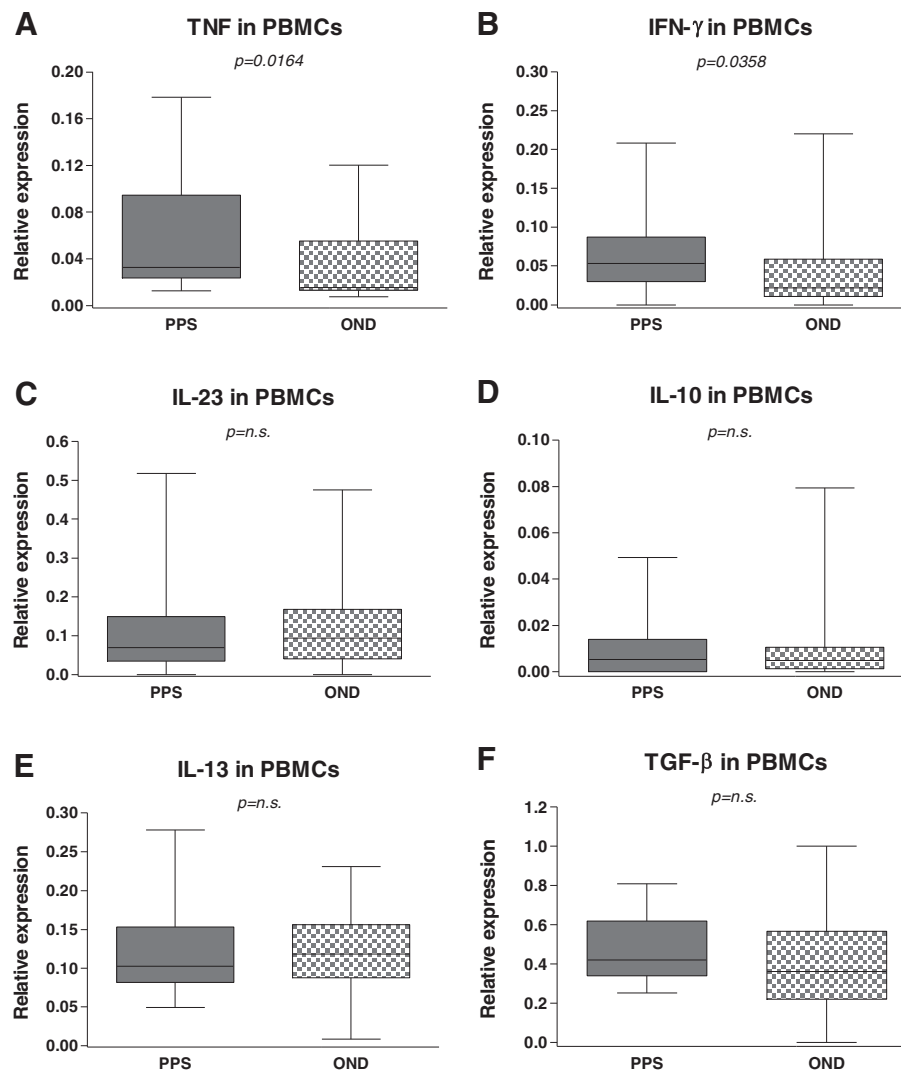 A
TNF in PBMCs
p=0.0164
Relative expression
0.20
0.16
0.12
0.08
0.04
0.00
PPS
OND
B
IFN-γ in PBMCs
p=0.0358
Relative expression
0.30
0.25
0.20
0.15
0.10
0.05
0.00
PPS
OND
C
IL-23 in PBMCs
p=n.s.
Relative expression
0.6
0.5
0.4
0.3
0.2
0.1
0.0
PPS
OND
D
IL-10 in PBMCs
p=n.s.
Relative expression
0.10
0.08
0.06
0.04
0.02
0.00
PPS
OND
E
IL-13 in PBMCs
p=n.s.
Relative expression
0.30
0.25
0.20
0.15
0.10
0.05
0.00
PPS
OND
F
TGF-β in PBMCs
p=n.s.
Relative expression
1.2
1.0
0.8
0.6
0.4
0.2
0.0
PPS
OND